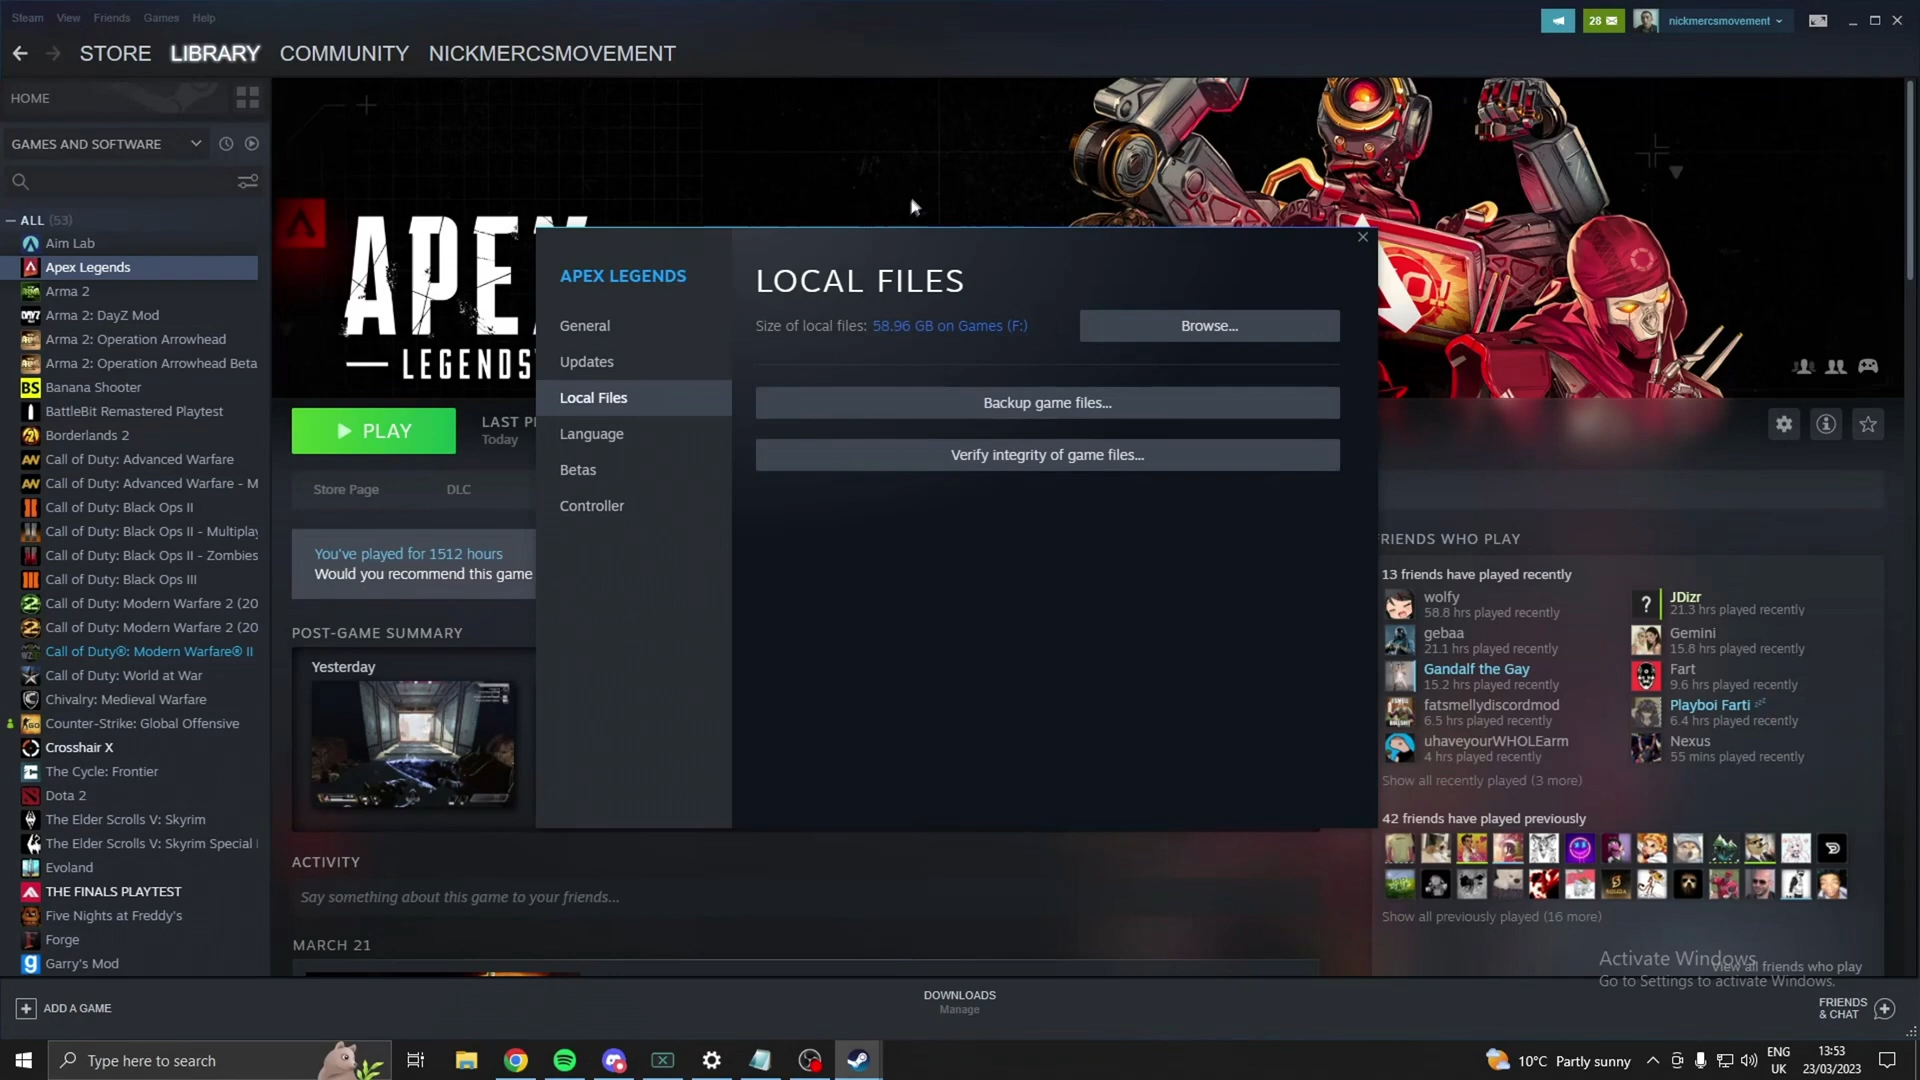 Steam View Friends Games Help
28
nickmercsmovement
STORE LIBRARY COMMUNITY NICKMERCSMOVEMENT
HOME
GAMES AND SOFTWARE
— ALL (53)
Aim Lab
Apex Legends
Arma 2
Arma 2: DayZ Mod
Arma 2: Operation Arrowhead
Arma 2: Operation Arrowhead Beta
Banana Shooter
BattleBit Remastered Playtest
Borderlands 2
Call of Duty: Advanced Warfare
Call of Duty: Advanced Warfare - M
Call of Duty: Black Ops II
Call of Duty: Black Ops II - Multiplay
Call of Duty: Black Ops II - Zombies
Call of Duty: Black Ops III
Call of Duty: Modern Warfare 2 (20
Call of Duty: Modern Warfare 2 (20
Call of Duty®: Modern Warfare® II
Call of Duty: World at War
Chivalry: Medieval Warfare
Counter-Strike: Global Offensive
Crosshair X
The Cycle: Frontier
Dota 2
The Elder Scrolls V: Skyrim
The Elder Scrolls V: Skyrim Special
Evoland
THE FINALS PLAYTEST
Five Nights at Freddy's
Forge
Garry's Mod
ADD A GAME
APEX
LEGENDS
PLAY
LAST P
Today
Store Page DLC
You've played for 1512 hours
Would you recommend this game
POST-GAME SUMMARY
Yesterday
ACTIVITY
Say something about this game to your friends...
MARCH 21
APEX LEGENDS
General
Updates
Local Files
Language
Betas
Controller
LOCAL FILES
Size of local files: 58.96 GB on Games (F:)
Browse...
Backup game files...
Verify integrity of game files...
FRIENDS WHO PLAY
13 friends have played recently
wolfy
58.8 hrs played recently
JDizr
21.3 hrs played recently
gebaa
21.1 hrs played recently
Gemini
15.8 hrs played recently
Gandalf the Gay
15.2 hrs played recently
Fart
9.6 hrs played recently
fatsmellydiscordmod
6.5 hrs played recently
Playboi Farti
6.4 hrs played recently
uhaveyourWHOLEarm
4 hrs played recently
Nexus
55 mins played recently
Show all recently played (3 more)
42 friends have played previously
Show all previously played (16 more)
View all friends who play
Activate Windows
Go to Settings to activate Windows.
DOWNLOADS
Manage
FRIENDS
& CHAT
Type here to search
10°C Partly sunny
ENG
UK
13:53
23/03/2023